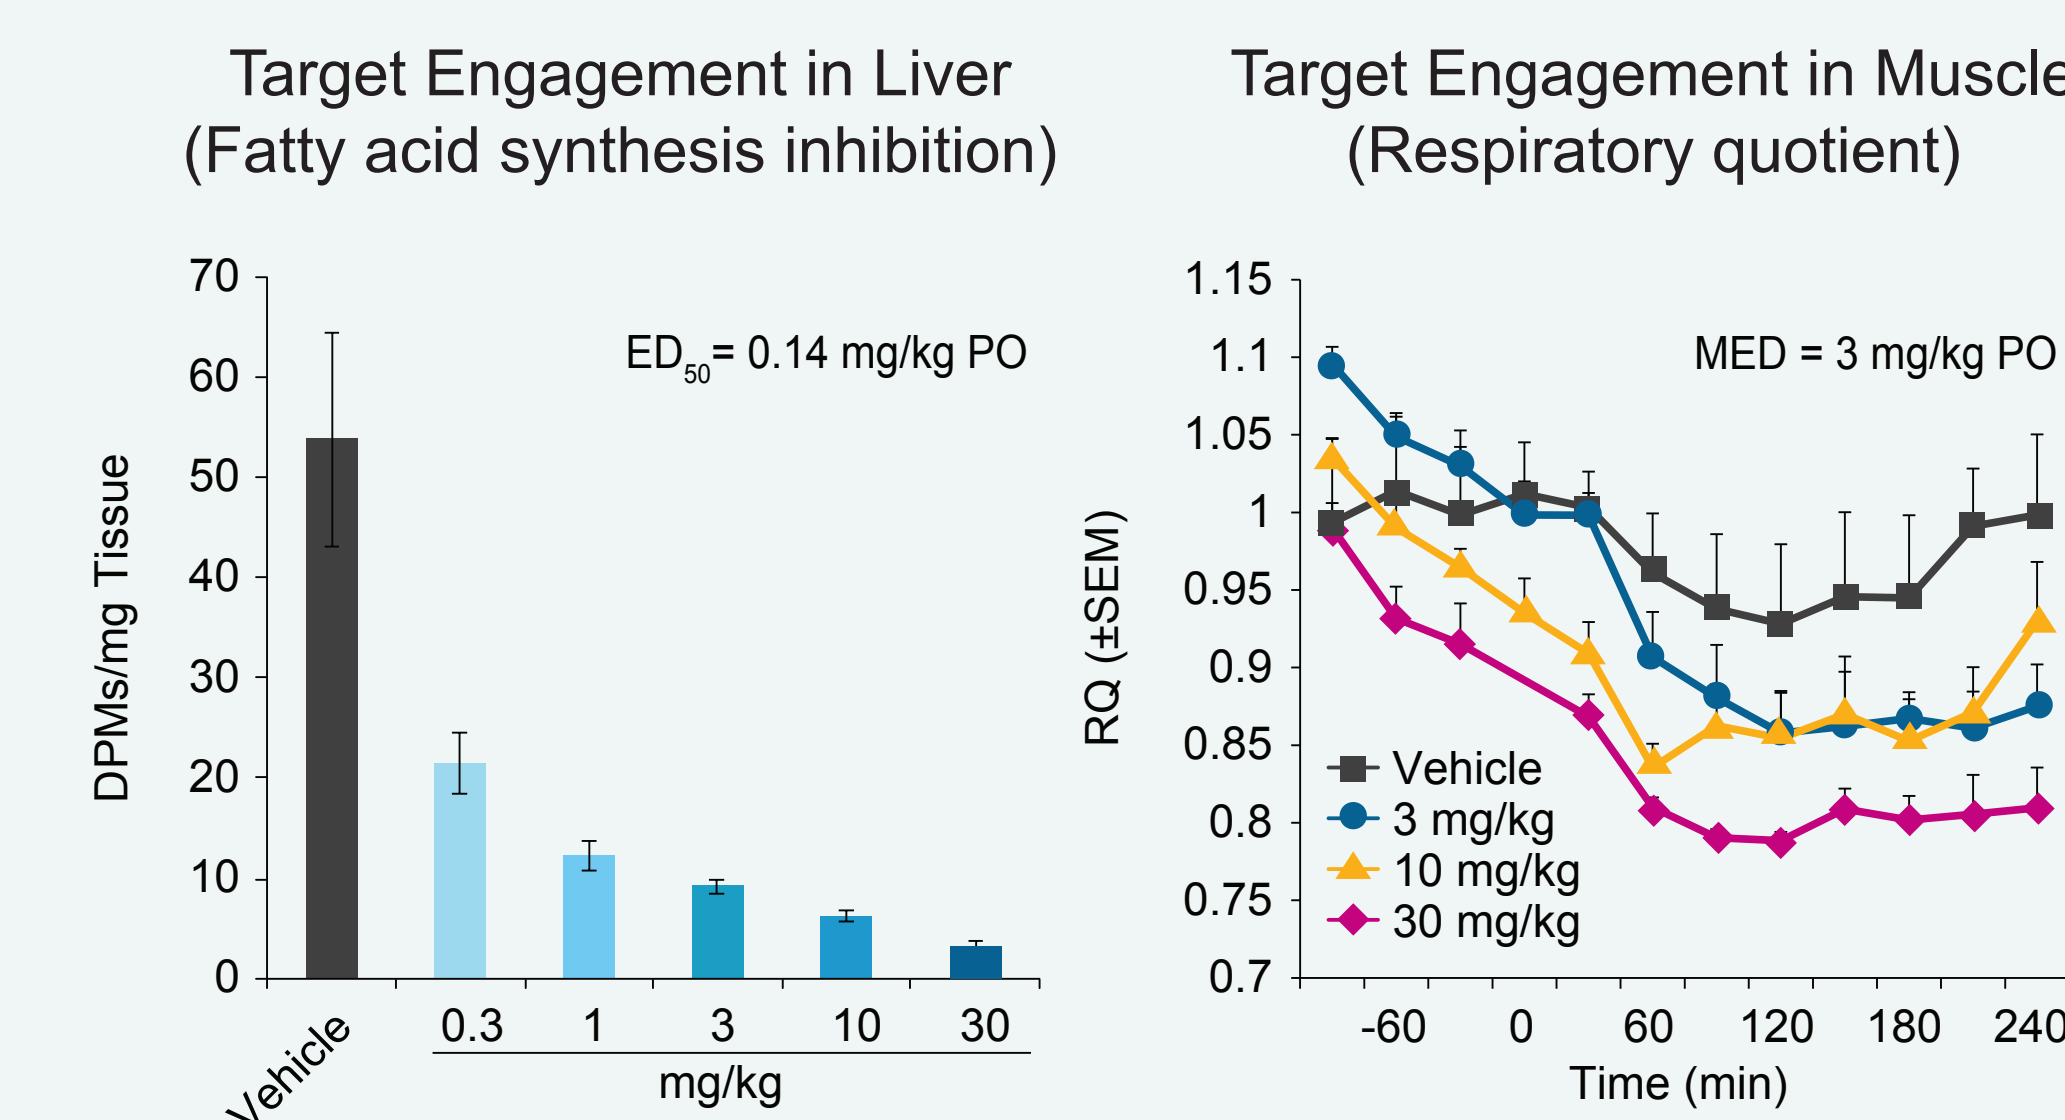 Target Engagement in Liver
(Fatty acid synthesis inhibition)
70
60
50
40
30
20
10
0
DPMs/mg Tissue
ED50= 0.14 mg/kg PO
Vehicle
0.3 1 3 10 30
mg/kg
Target Engagement in Muscle
(Respiratory quotient)
1.15
1.1
1.05
1
0.95
0.9
0.85
0.8
0.75
0.7
RQ (±SEM)
MED = 3 mg/kg PO
Vehicle
3 mg/kg
10 mg/kg
30 mg/kg
-60 0 60 120 180 240
Time (min)